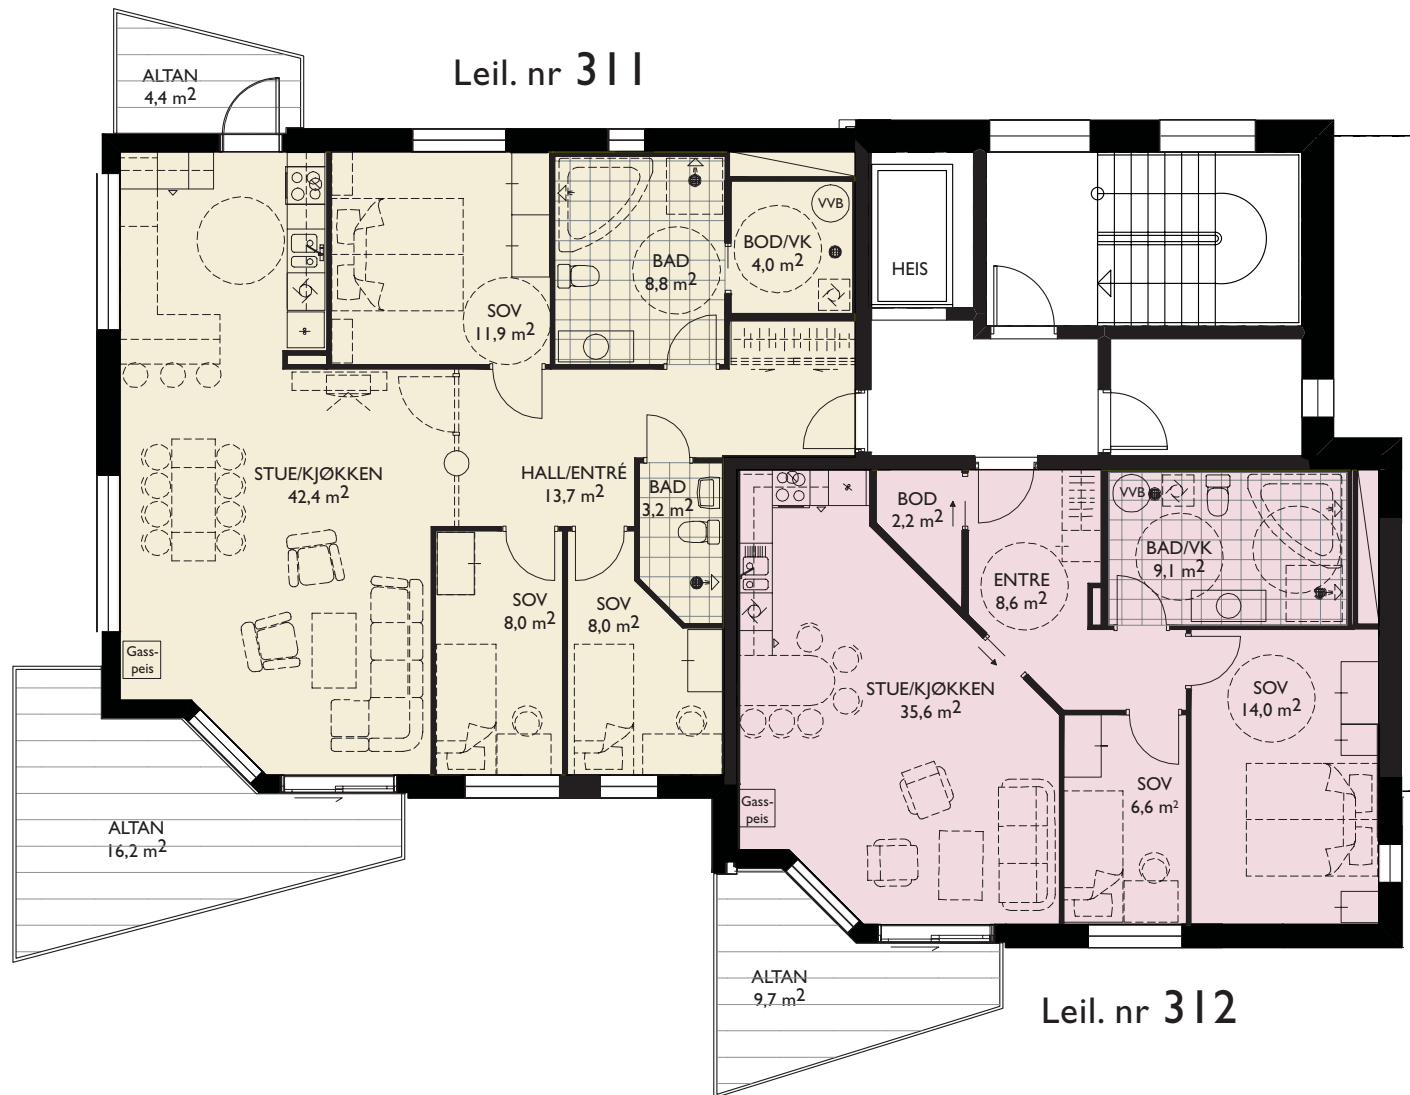 Leil. nr 311
ALTAN
4,4 m²
VVB
BOD/VK
4,0 m²
HEIS
BAD
8,8 m²
SOV
11,9 m²
STUE/KJØKKEN
42,4 m²
HALL/ENTRÉ
13,7 m²
BAD
3,2 m²
SOV
8,0 m²
SOV
8,0 m²
Gass-
peis
ALTAN
16,2 m²
BOD
2,2 m²
VVB
BAD/VK
9,1 m²
ENTRE
8,6 m²
STUE/KJØKKEN
35,6 m²
SOV
14,0 m²
SOV
6,6 m²
Gass-
peis
ALTAN
9,7 m²
Leil. nr 312